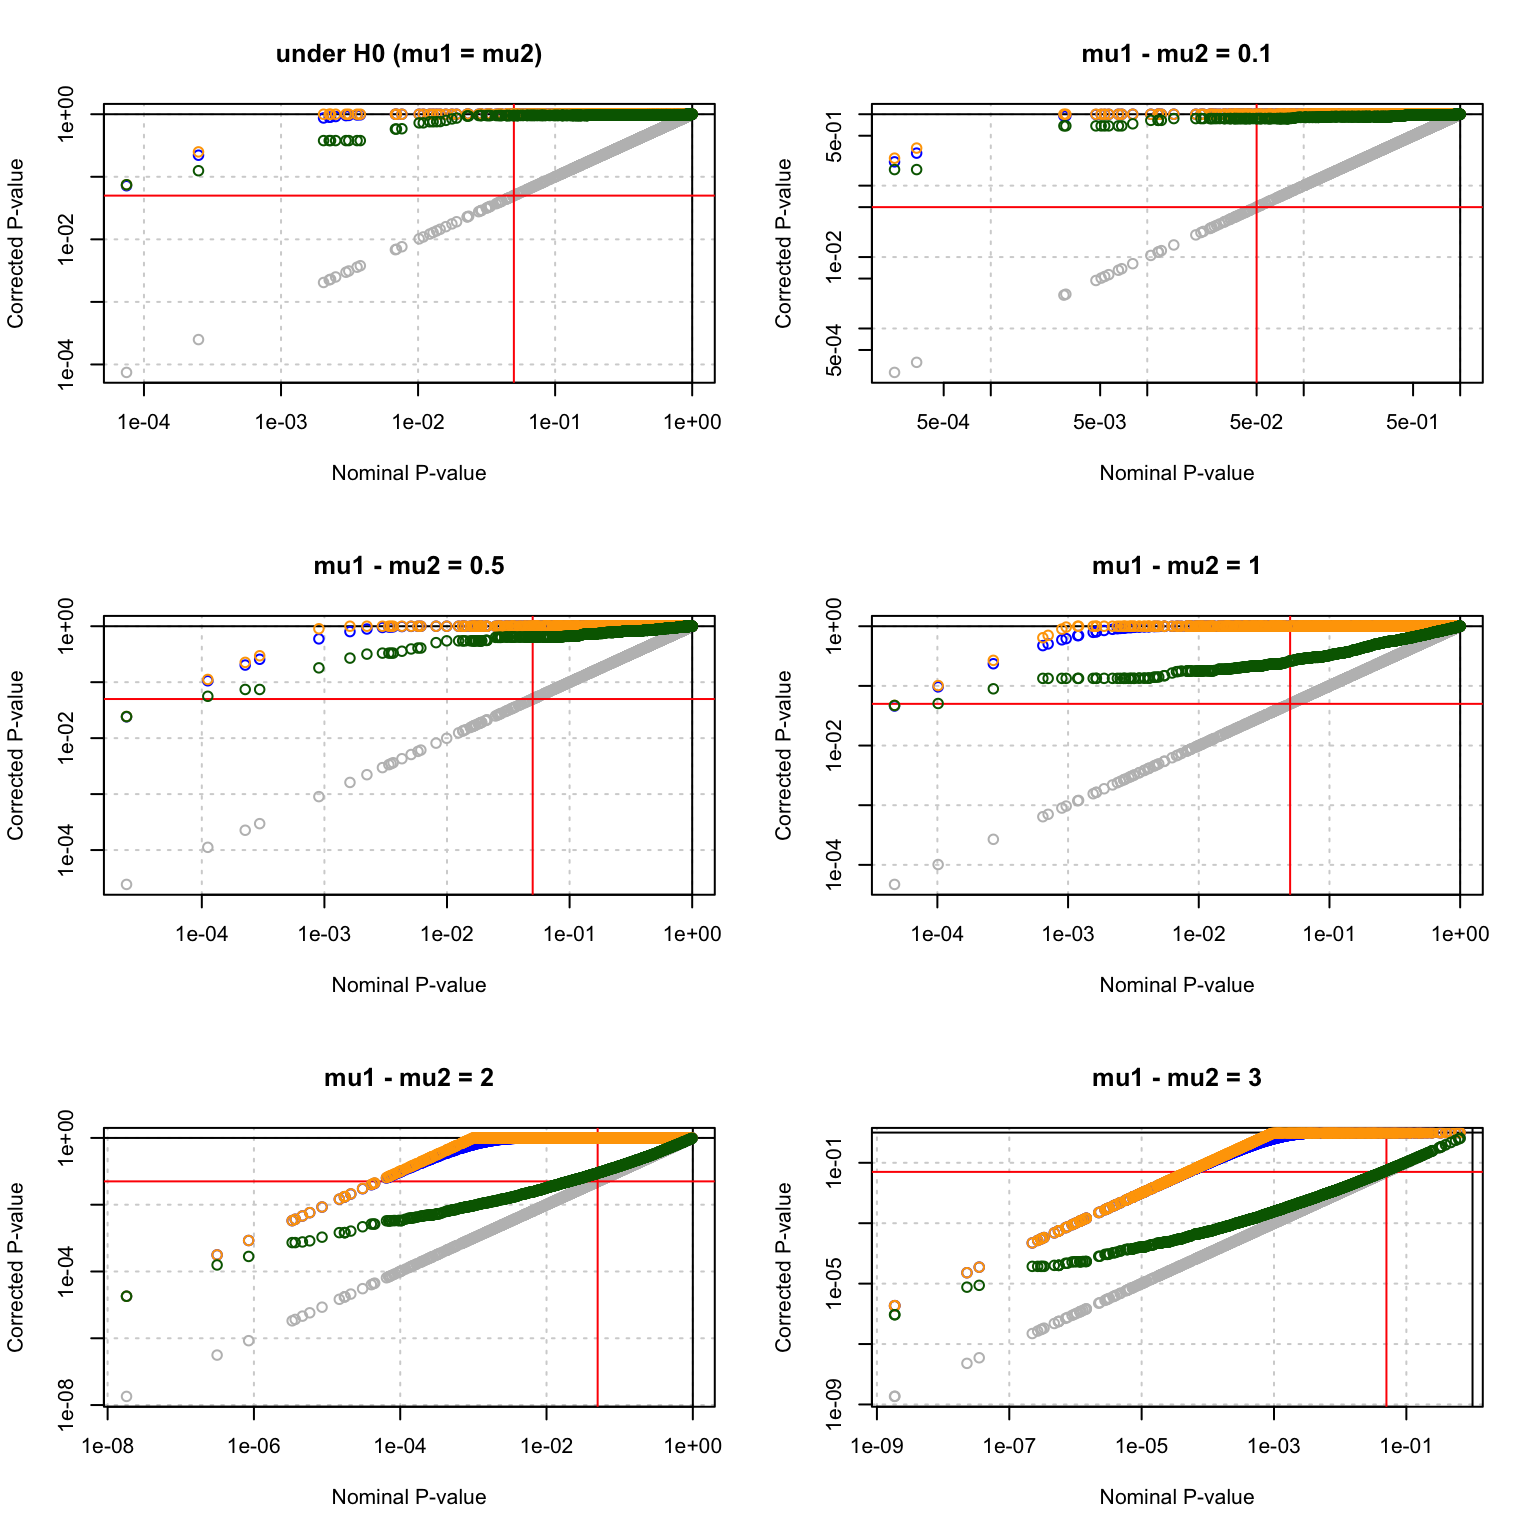 under H0 (mu1 = mu2)
Corrected P-value
1e+00
1e-02
1e-04
1e-04 1e-03 1e-02 1e-01 1e+00
Nominal P-value
mu1 - mu2 = 0.1
Corrected P-value
5e-01
1e-02
5e-04
5e-04 5e-03 5e-02 5e-01
Nominal P-value
mu1 - mu2 = 0.5
Corrected P-value
1e+00
1e-02
1e-04
1e-04 1e-03 1e-02 1e-01 1e+00
Nominal P-value
mu1 - mu2 = 1
Corrected P-value
1e+00
1e-02
1e-04
1e-04 1e-03 1e-02 1e-01 1e+00
Nominal P-value
mu1 - mu2 = 2
Corrected P-value
1e+00
1e-04
1e-08
1e-08 1e-06 1e-04 1e-02 1e+00
Nominal P-value
mu1 - mu2 = 3
Corrected P-value
1e-01
1e-05
1e-09
1e-09 1e-07 1e-05 1e-03 1e-01
Nominal P-value